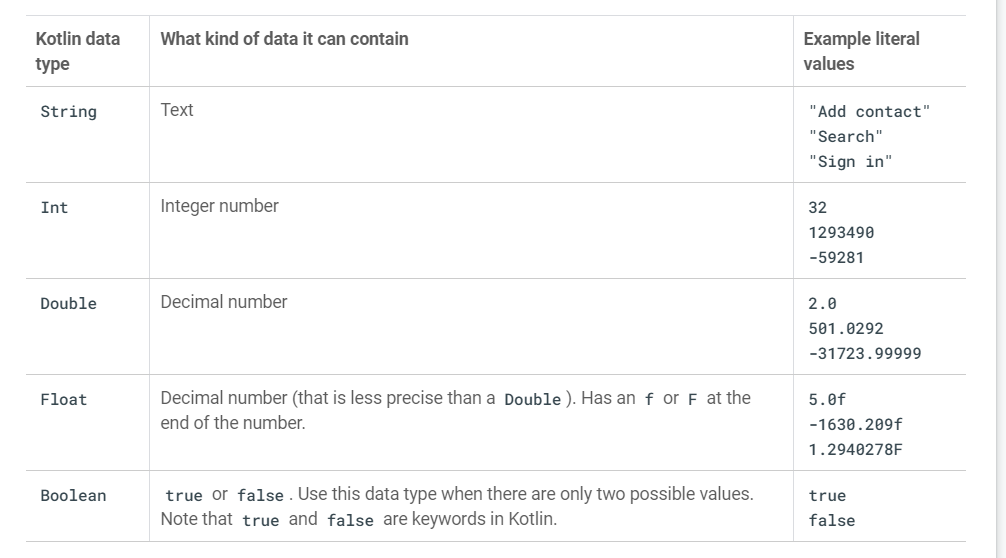 Kotlin data type
What kind of data it can contain
Example literal values
String
Text
"Add contact"
"Search"
"Sign in"
Int
Integer number
32
1293490
-59281
Double
Decimal number
2.0
501.0292
-31723.99999
Float
Decimal number (that is less precise than a Double). Has an f or F at the
end of the number.
5.0f
-1630.209f
1.2940278F
Boolean
true or false. Use this data type when there are only two possible values.
Note that true and false are keywords in Kotlin.
true
false